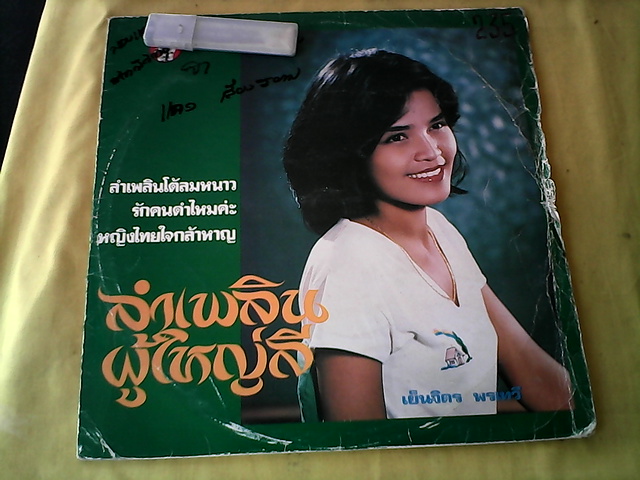 235
ลำเพลินโต้ลมหนาว
รักคนดำไหมค่ะ
หญิงไทยใจกล้าหาญ
ลำเพลิน
ผู้ใหญ่ลี
เย็นจิตร พรเทวี